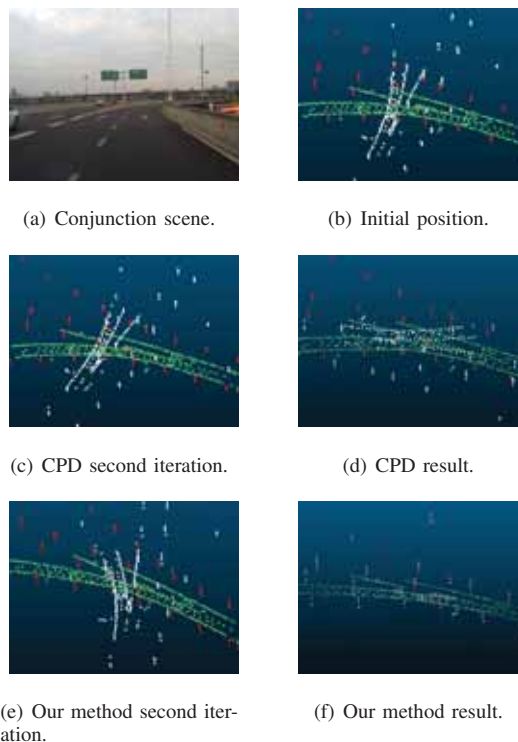 (a) Conjunction scene.
(b) Initial position.
(c) CPD second iteration.
(d) CPD result.
(e) Our method second iter-
ation.
(f) Our method result.